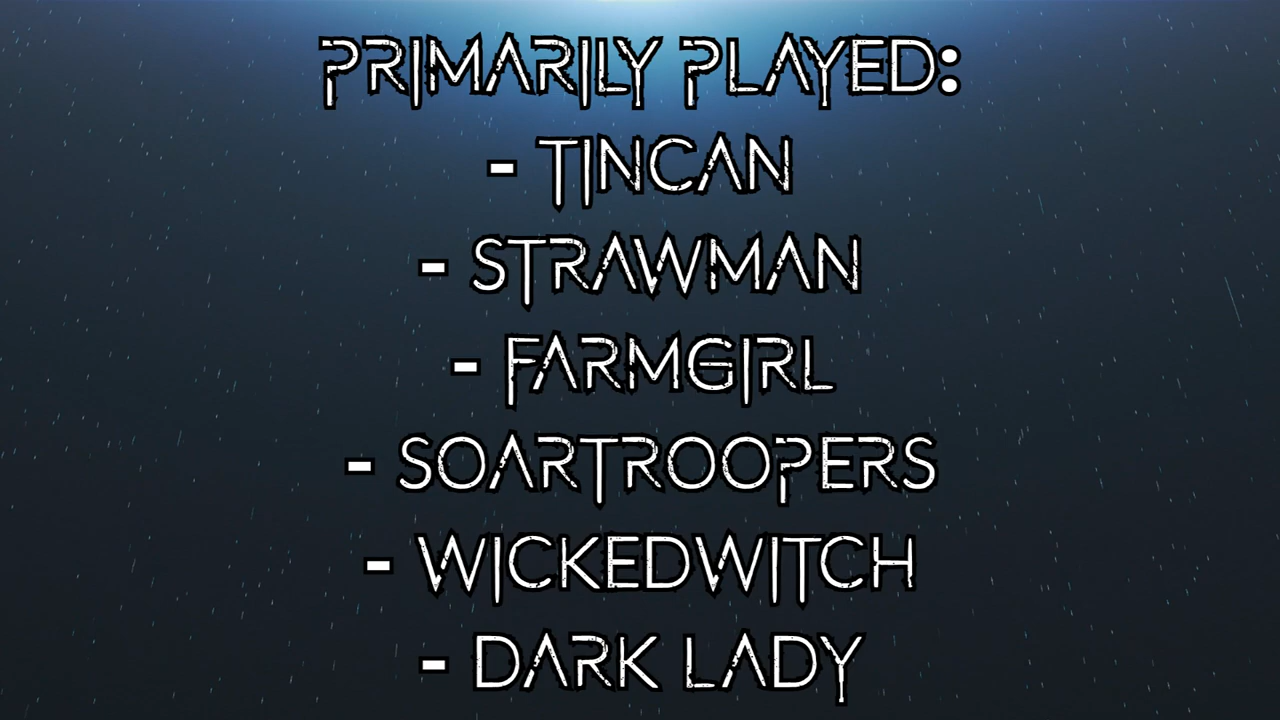 PRIMARILY PLAYED:
- TINCAN
- STRAWMAN
- FARMGIRL
- SOARTROOPERS
- WICKEDWITCH
- DARK LADY